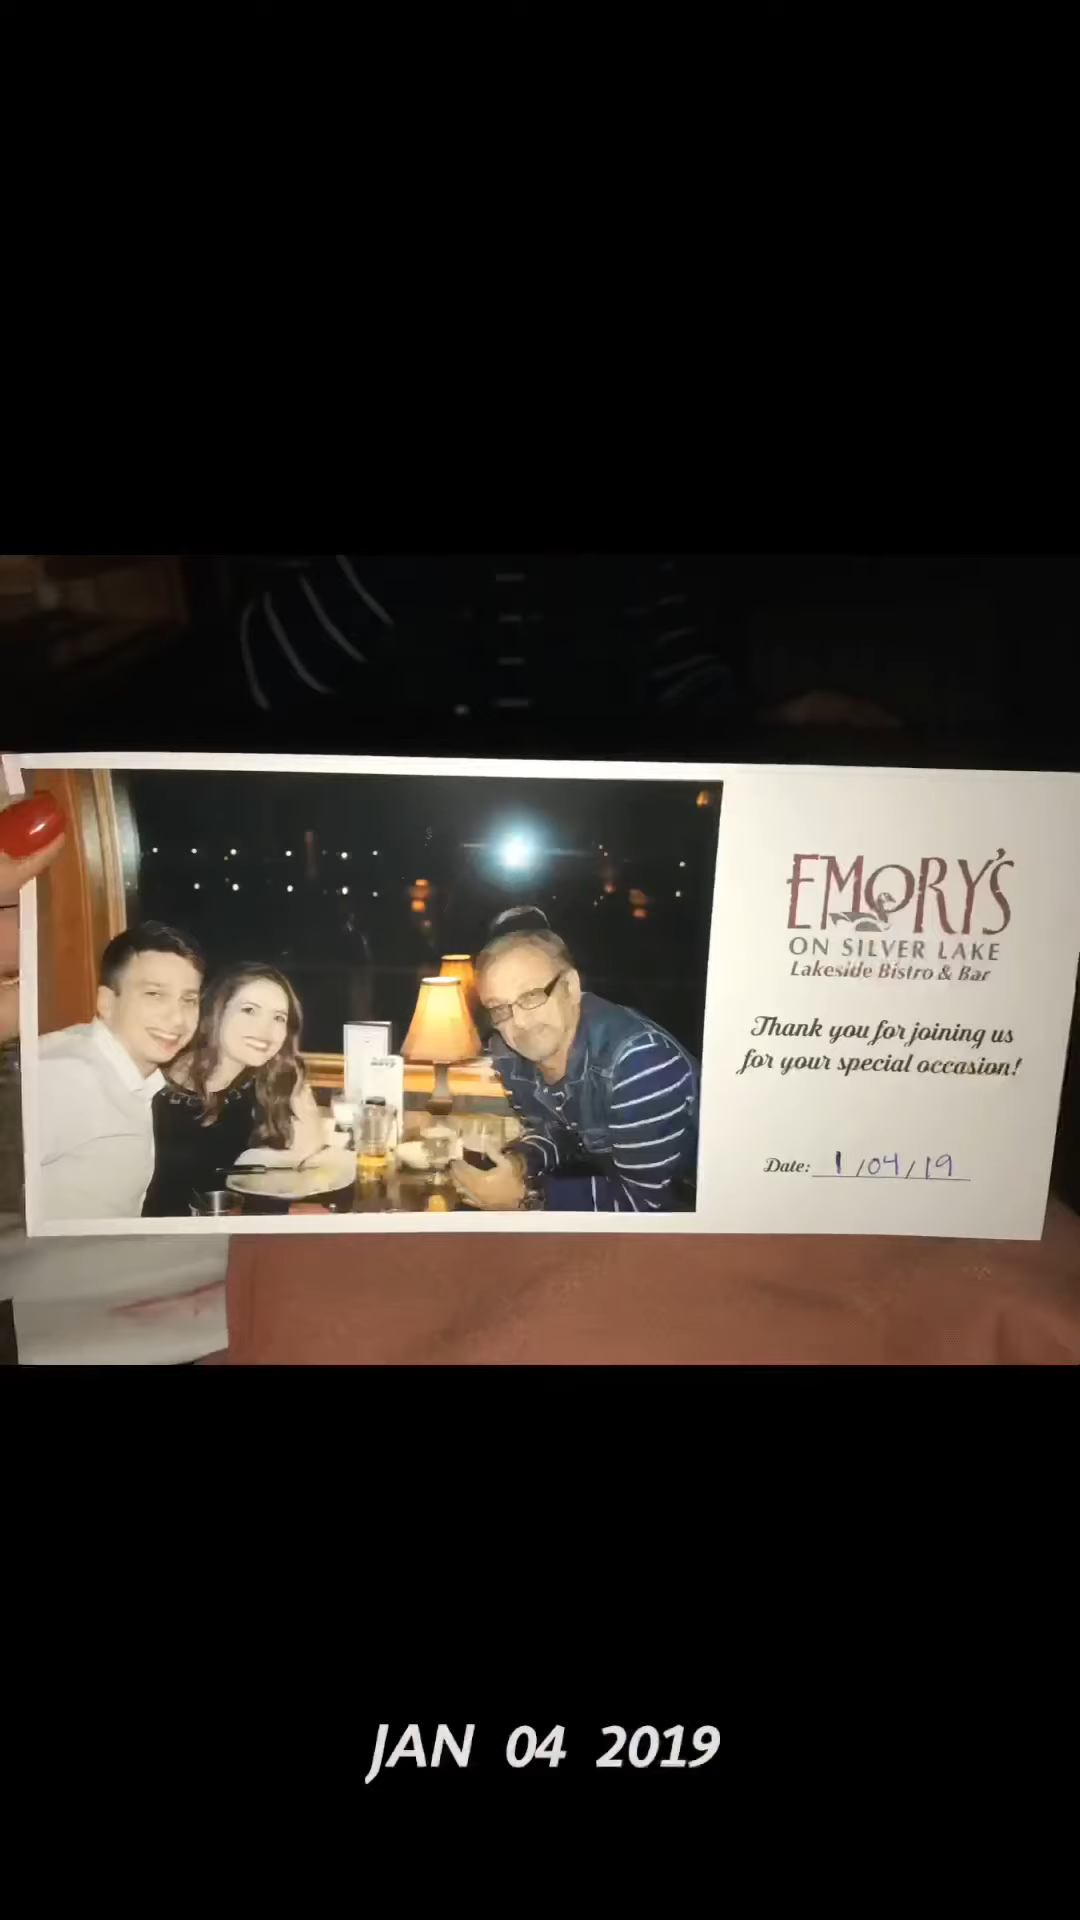 EMORY'S
ON SILVER LAKE
Lakeside Bistro & Bar
Thank you for joining us
for your special occasion!
Date: 1/04/19
JAN 04 2019